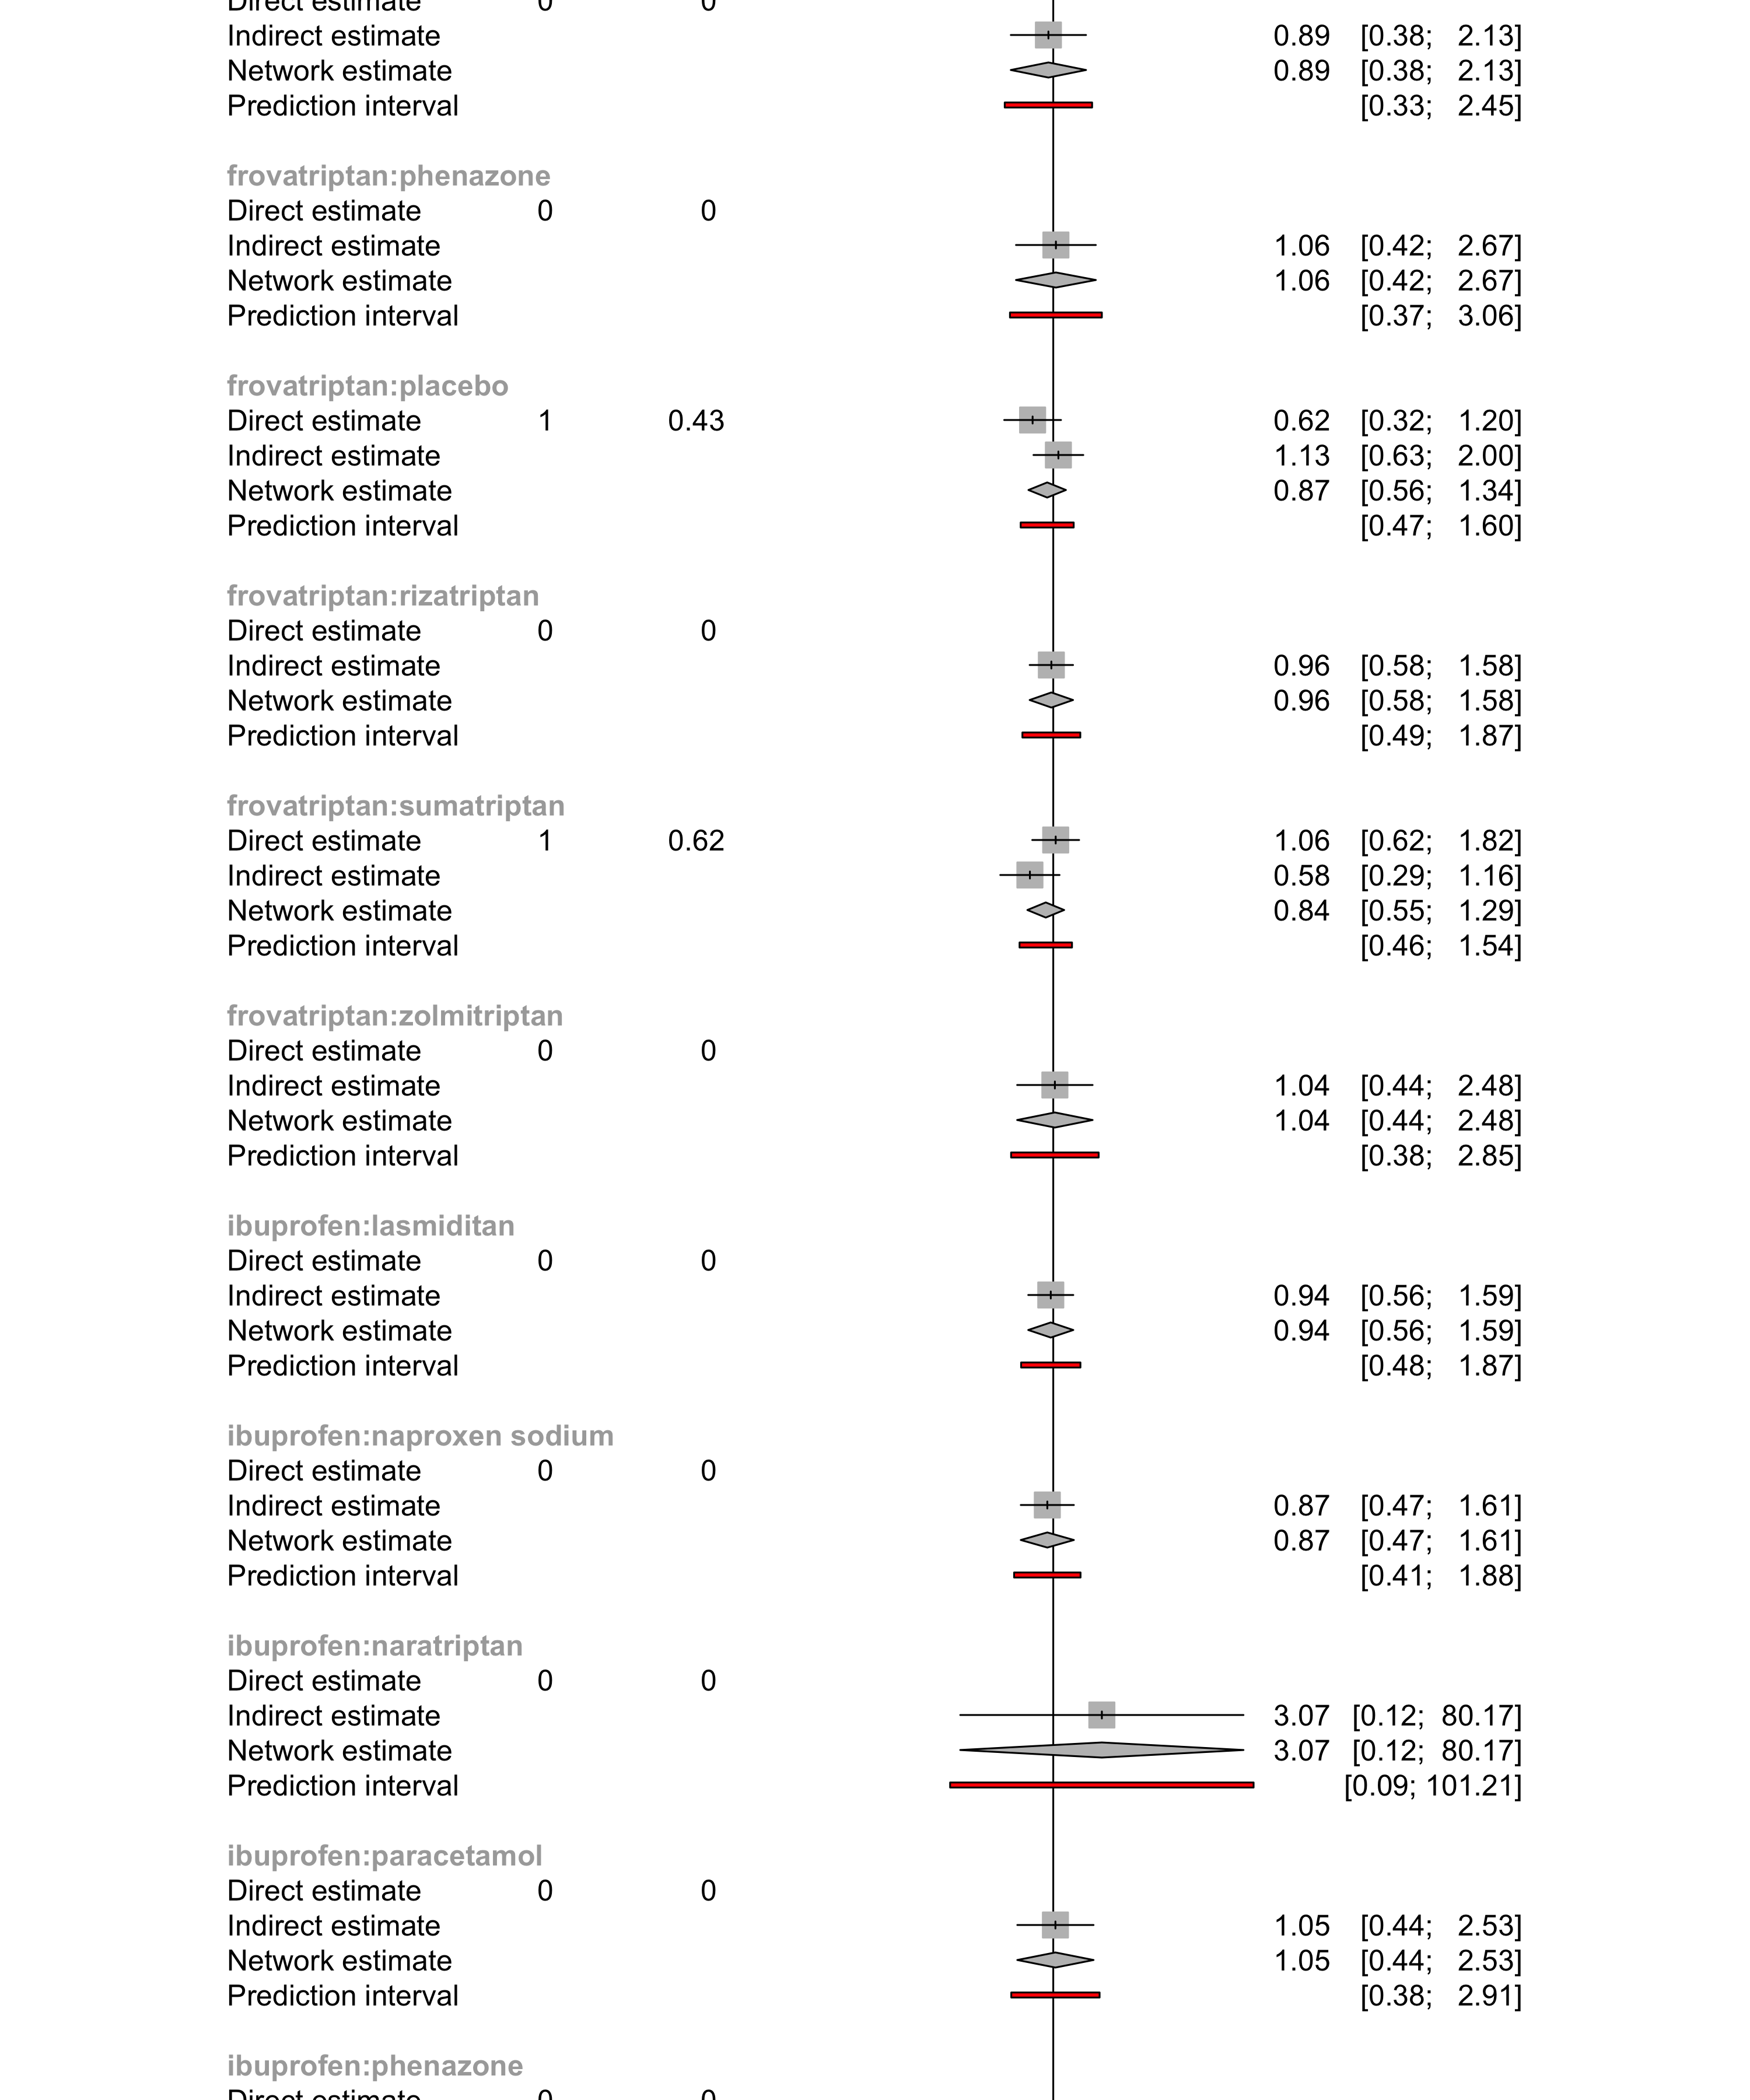 Direct estimate 0 0
Indirect estimate 0.89 [0.38; 2.13]
Network estimate 0.89 [0.38; 2.13]
Prediction interval [0.33; 2.45]
frovatriptan:phenazone
Direct estimate 0 0
Indirect estimate 1.06 [0.42; 2.67]
Network estimate 1.06 [0.42; 2.67]
Prediction interval [0.37; 3.06]
frovatriptan:placebo
Direct estimate 1 0.43 0.62 [0.32; 1.20]
Indirect estimate 1.13 [0.63; 2.00]
Network estimate 0.87 [0.56; 1.34]
Prediction interval [0.47; 1.60]
frovatriptan:rizatriptan
Direct estimate 0 0
Indirect estimate 0.96 [0.58; 1.58]
Network estimate 0.96 [0.58; 1.58]
Prediction interval [0.49; 1.87]
frovatriptan:sumatriptan
Direct estimate 1 0.62 1.06 [0.62; 1.82]
Indirect estimate 0.58 [0.29; 1.16]
Network estimate 0.84 [0.55; 1.29]
Prediction interval [0.46; 1.54]
frovatriptan:zolmitriptan
Direct estimate 0 0
Indirect estimate 1.04 [0.44; 2.48]
Network estimate 1.04 [0.44; 2.48]
Prediction interval [0.38; 2.85]
ibuprofen:lasmiditan
Direct estimate 0 0
Indirect estimate 0.94 [0.56; 1.59]
Network estimate 0.94 [0.56; 1.59]
Prediction interval [0.48; 1.87]
ibuprofen:naproxen sodium
Direct estimate 0 0
Indirect estimate 0.87 [0.47; 1.61]
Network estimate 0.87 [0.47; 1.61]
Prediction interval [0.41; 1.88]
ibuprofen:naratriptan
Direct estimate 0 0
Indirect estimate 3.07 [0.12; 80.17]
Network estimate 3.07 [0.12; 80.17]
Prediction interval [0.09; 101.21]
ibuprofen:paracetamol
Direct estimate 0 0
Indirect estimate 1.05 [0.44; 2.53]
Network estimate 1.05 [0.44; 2.53]
Prediction interval [0.38; 2.91]
ibuprofen:phenazone
Direct estimate 0 0